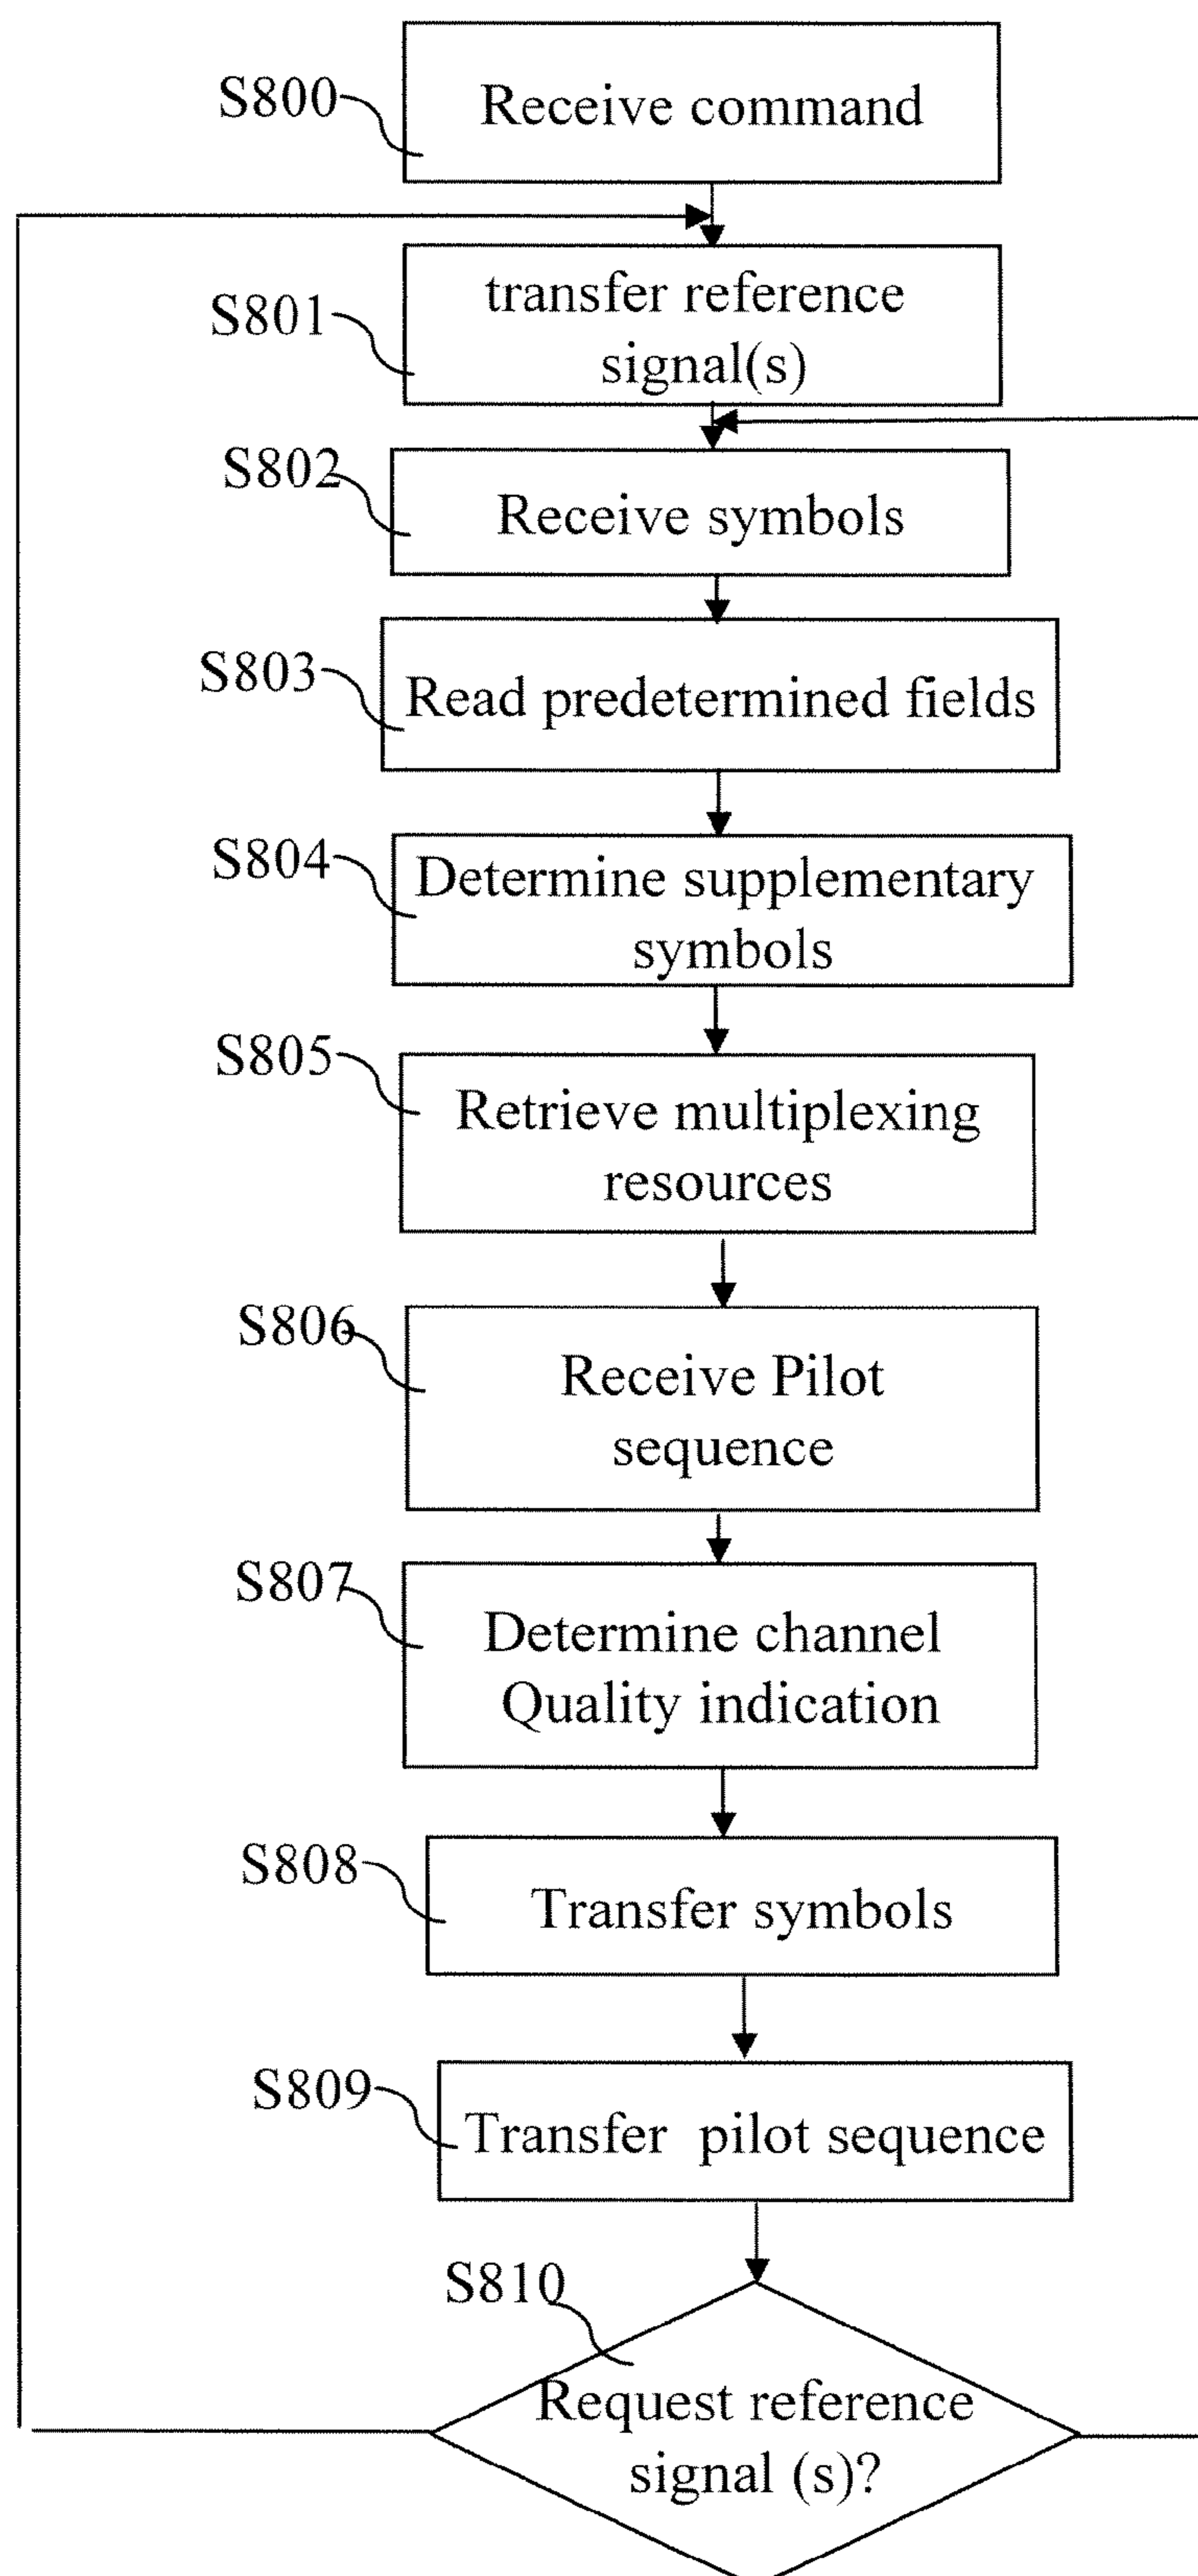 S800
Receive command
S801
transfer reference
signal(s)
S802
Receive symbols
S803
Read predetermined fields
S804
Determine supplementary
symbols
S805
Retrieve multiplexing
resources
S806
Receive Pilot
sequence
S807
Determine channel
Quality indication
S808
Transfer symbols
S809
Transfer pilot sequence
S810
Request reference
signal (s)?